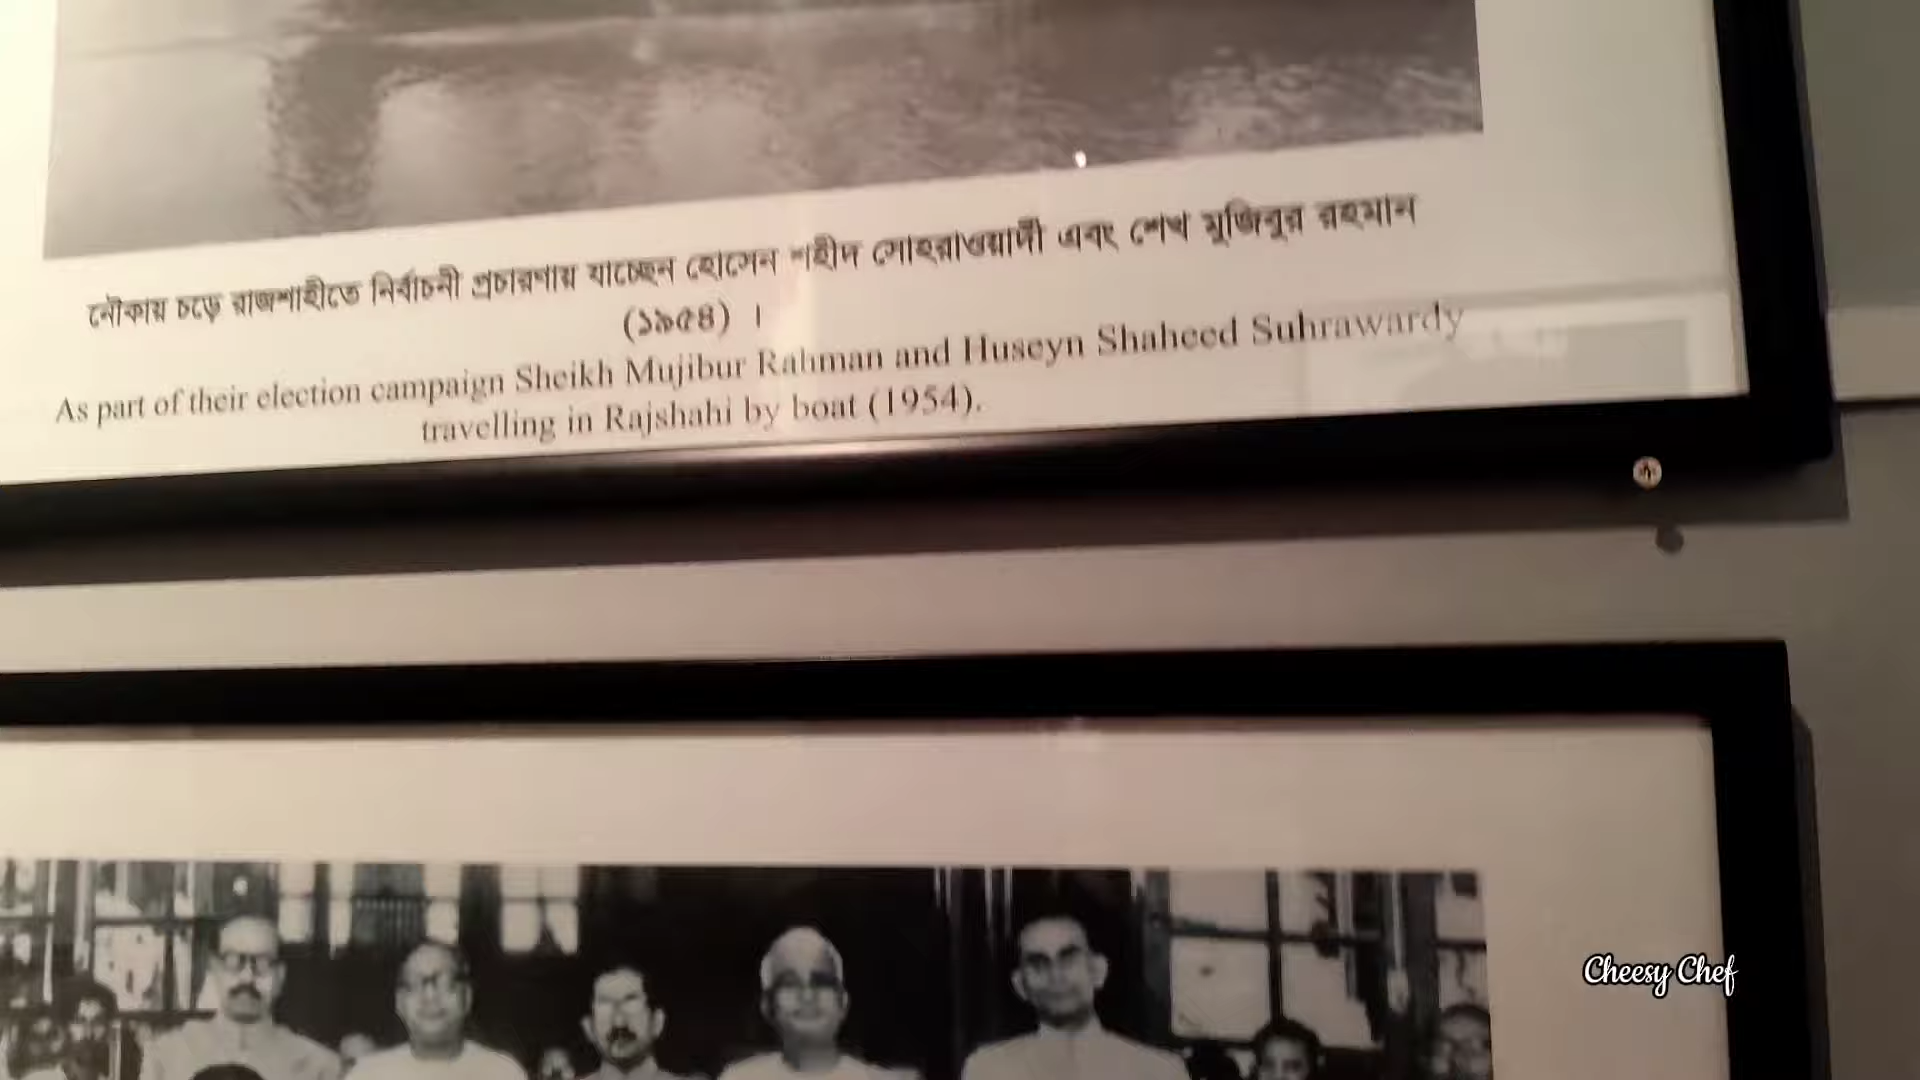 নৌকায় চড়ে রাজশাহীতে নির্বাচনী প্রচারণায় যাচ্ছেন হোসেন শহীদ সোহরাওয়ার্দী এবং শেখ মুজিবুর রহমান
(১৯৫৪) ।
As part of their election campaign Sheikh Mujibur Rahman and Huseyn Shaheed Suhrawardy
travelling in Rajshahi by boat (1954).
Cheesy Chef